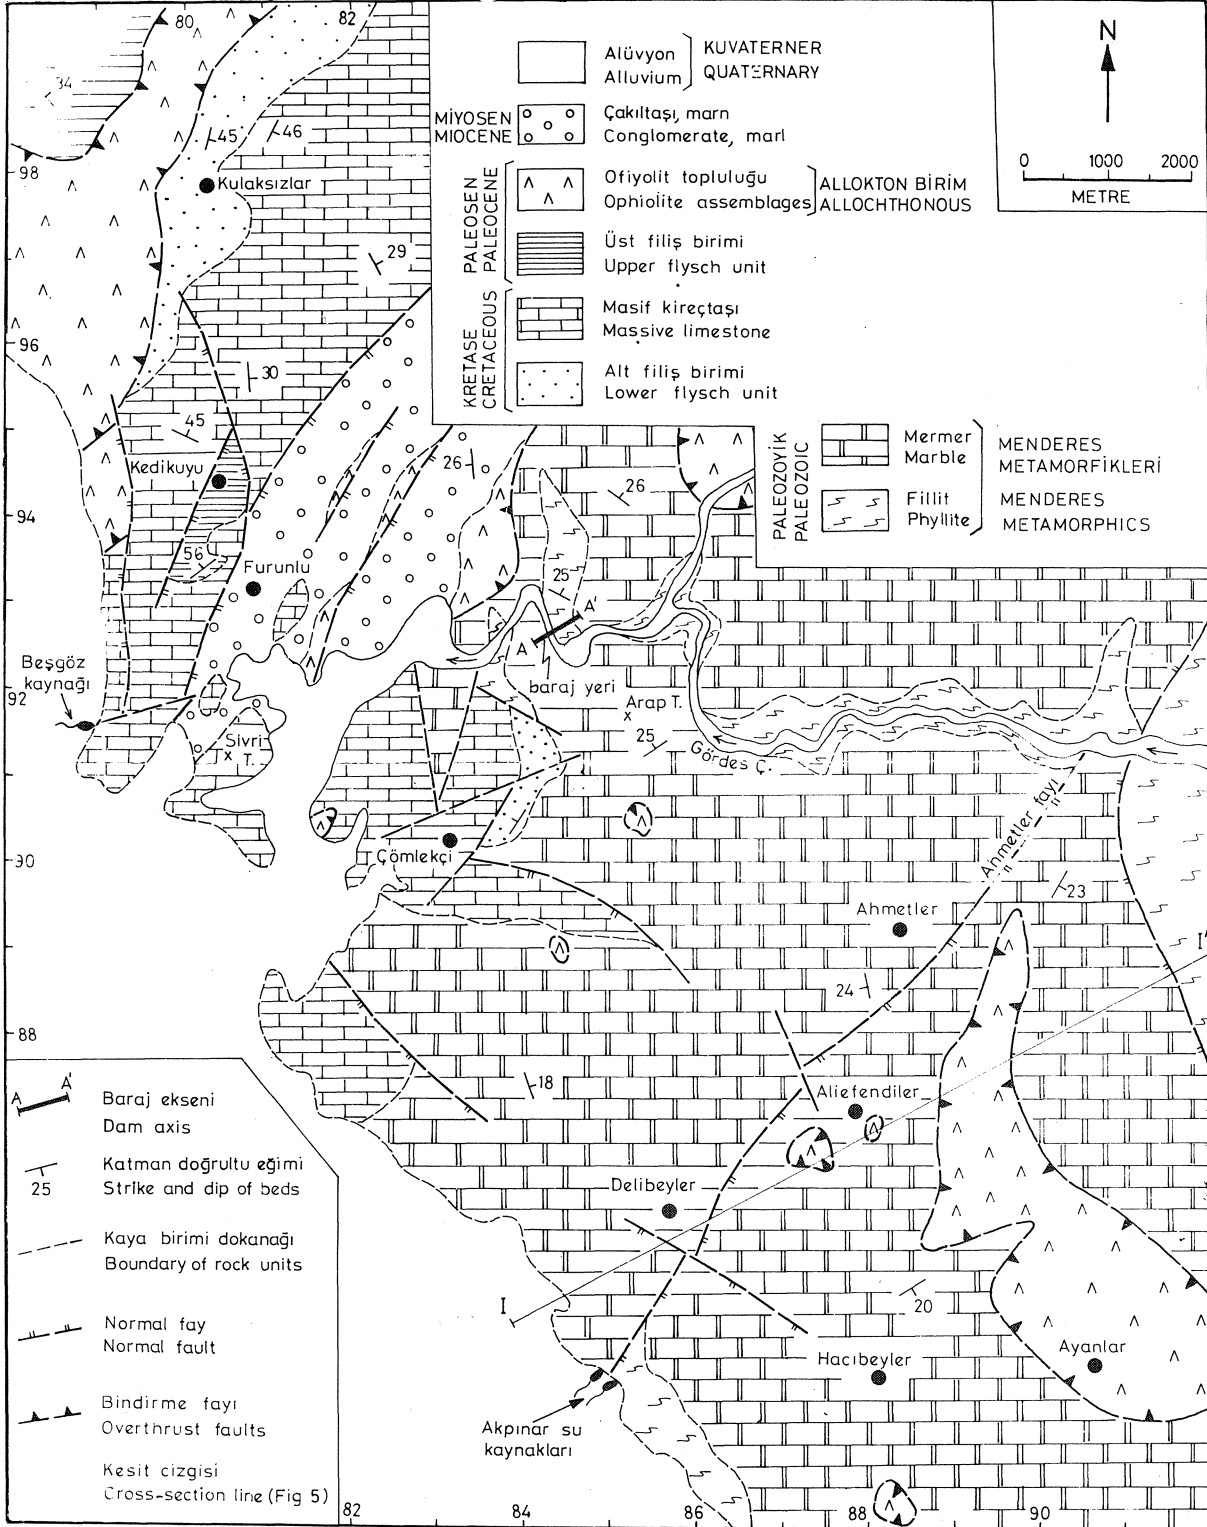 80
82
N
0 1000 2000
METRE
Alüvyon
Alluvium
KUVATERNER
QUATERNARY
MİYOSEN
MIOCENE
Çakıltaşı, marn
Conglomerate, marl
PALEOSEN
PALEOCENE
Ofiyolit topluluğu
Ophiolite assemblages
ALLOKTON BİRİM
ALLOCHTHONOUS
Üst filiş birimi
Upper flysch unit
KRETASE
CRETACEOUS
Masif kireçtaşı
Massive limestone
Alt filiş birimi
Lower flysch unit
PALEOZOYİK
PALEOZOIC
Mermer
Marble
MENDERES
METAMORFİKLERİ
Fillit
Phyllite
MENDERES
METAMORPHICS
34
45
46
98
Kulaksızlar
29
96
30
45
Kedikuyu
26
26
94
56
Furunlu
25
A'
A
Beşgöz
kaynağı
92
baraj yeri
Arap T.
x
25
Sivri
x T.
Gördes Ç.
Ahmetler fayı
90
Çömlekçi
23
Ahmetler
I'
24
88
18
Aliefendiler
Delibeyler
I
20
Hacıbeyler
Ayanlar
Akpınar su
kaynakları
A A'
Baraj ekseni
Dam axis
25
Katman doğrultu eğimi
Strike and dip of beds
Kaya birimi dokanağı
Boundary of rock units
Normal fay
Normal fault
Bindirme fayı
Overthrust faults
Kesit cizgisi
Cross-section line (Fig 5)
82
84
86
88
90